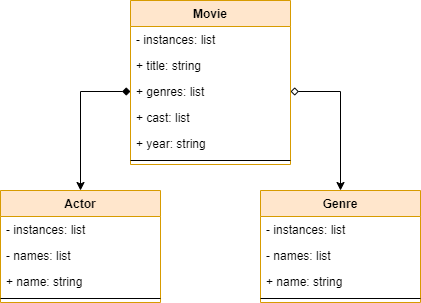 Movie
- instances: list
+ title: string
+ genres: list
+ cast: list
+ year: string
Actor
- instances: list
- names: list
+ name: string
Genre
- instances: list
- names: list
+ name: string